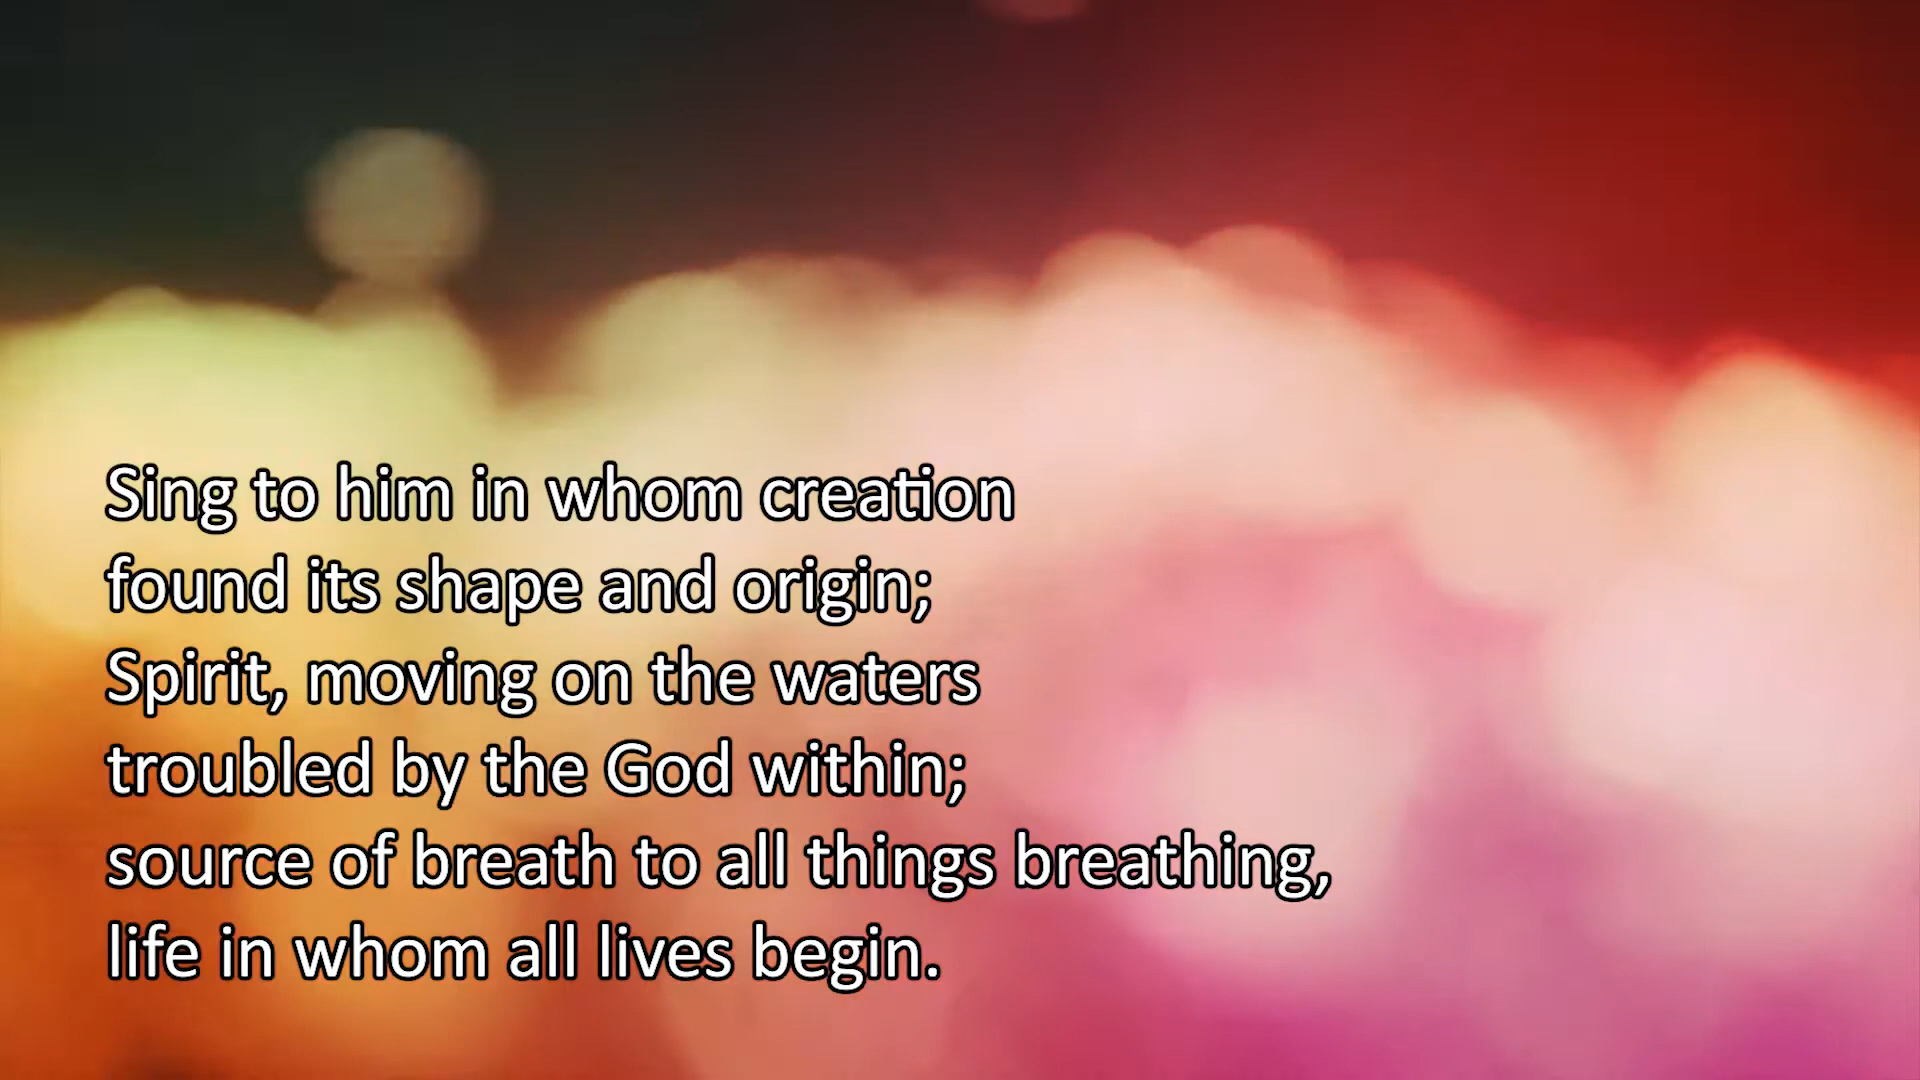 Sing to him in whom creation
found its shape and origin;
Spirit, moving on the waters
troubled by the God within;
source of breath to all things breathing,
life in whom all lives begin.